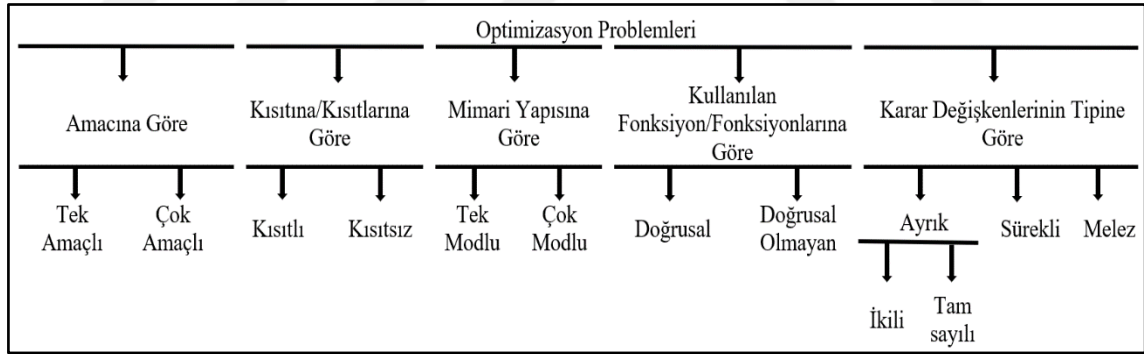 Optimizasyon Problemleri
Amacına Göre
Kısıtına/Kısıtlarına
Göre
Mimari Yapısına
Göre
Kullanılan
Fonksiyon/Fonksiyonlarına
Göre
Karar Değişkenlerinin Tipine
Göre
Tek
Amaçlı
Çok
Amaçlı
Kısıtlı
Kısıtsız
Tek
Modlu
Çok
Modlu
Doğrusal
Doğrusal
Olmayan
Ayrık
Sürekli
Melez
İkili
Tam
sayılı